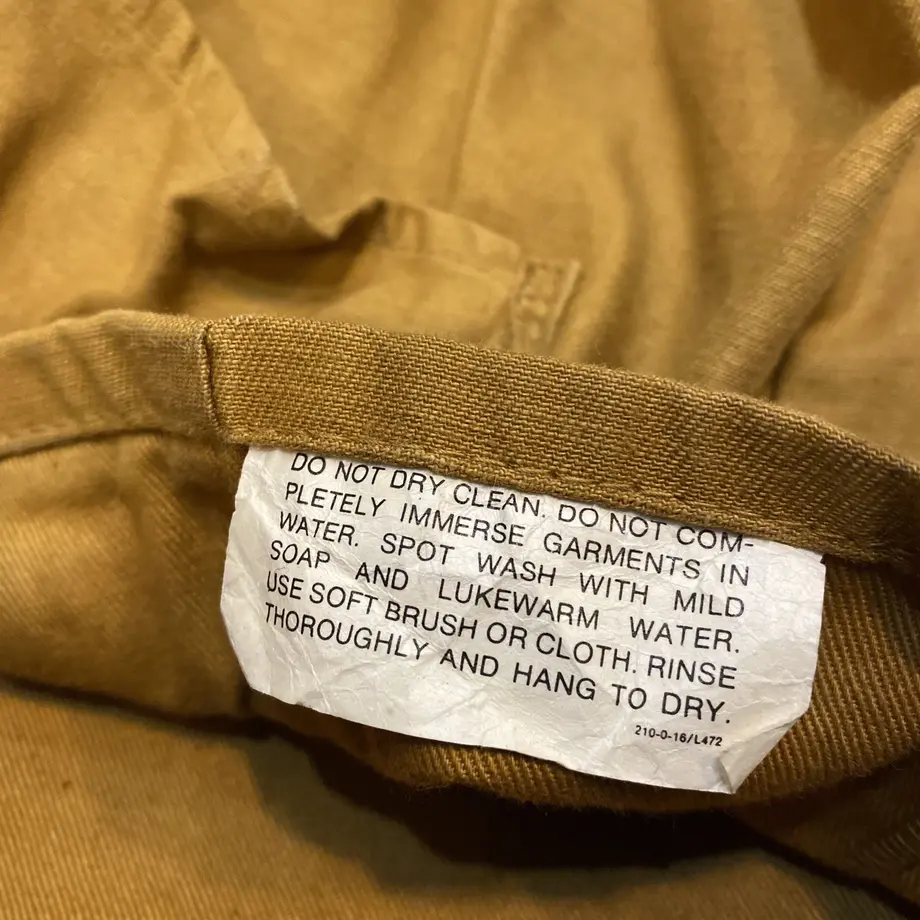 DO NOT DRY CLEAN. DO NOT COM-
PLETELY IMMERSE GARMENTS IN
WATER. SPOT WASH WITH MILD
SOAP AND LUKEWARM WATER.
USE SOFT BRUSH OR CLOTH. RINSE
THOROUGHLY AND HANG TO DRY.
210-0-16/L472